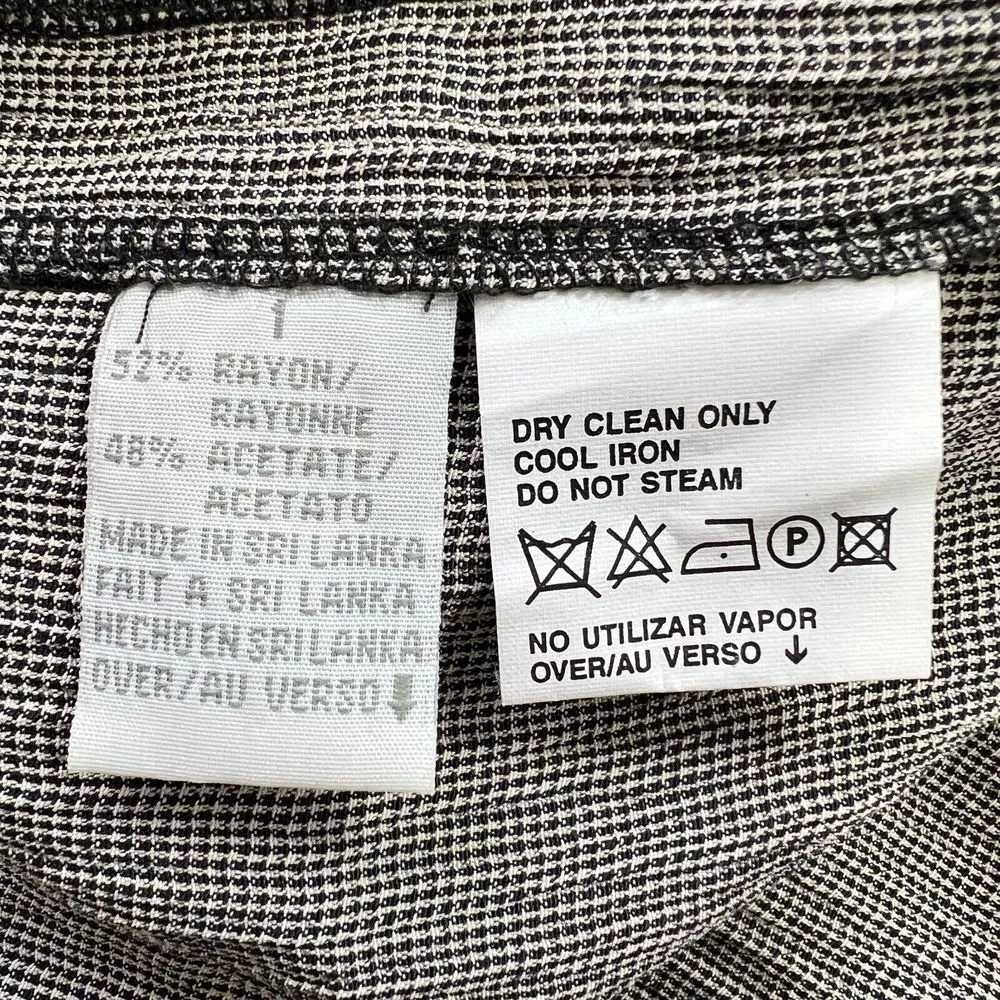 1
52% RAYON/
RAYONNE
48% ACETATE/
ACETATO
MADE IN SRI LANKA
FAIT A SRI LANKA
HECHO EN SRI LANKA
OVER/AU VERSO ↓
DRY CLEAN ONLY
COOL IRON
DO NOT STEAM
P
NO UTILIZAR VAPOR
OVER/AU VERSO ↓